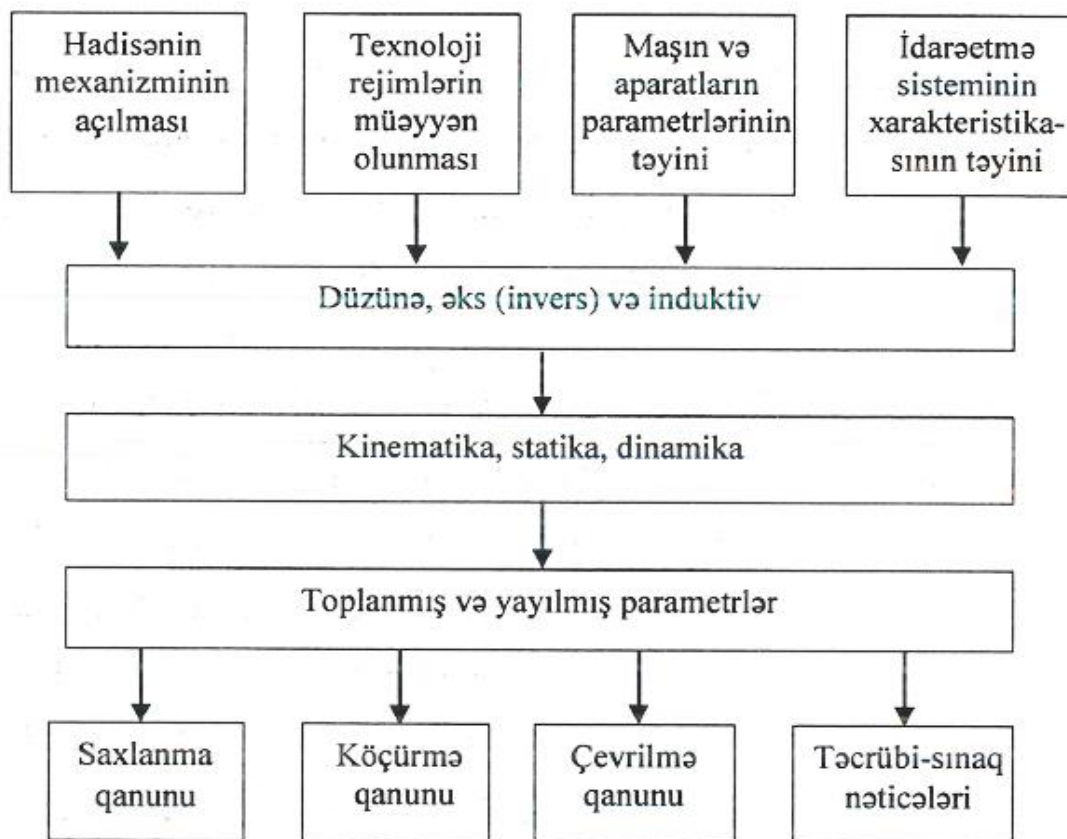 Hadisənin
mexanizminin
açılması
Texnoloji
rejimlərin
müəyyən
olunması
Maşın və
aparatların
parametrlərinin
təyini
İdarəetmə
sisteminin
xarakteristika-
sının təyini
Düzünə, əks (invers) və induktiv
Kinematika, statika, dinamika
Toplanmış və yayılmış parametrlər
Saxlanma
qanunu
Köçürmə
qanunu
Çevrilmə
qanunu
Təcrübi-sınaq
nəticələri